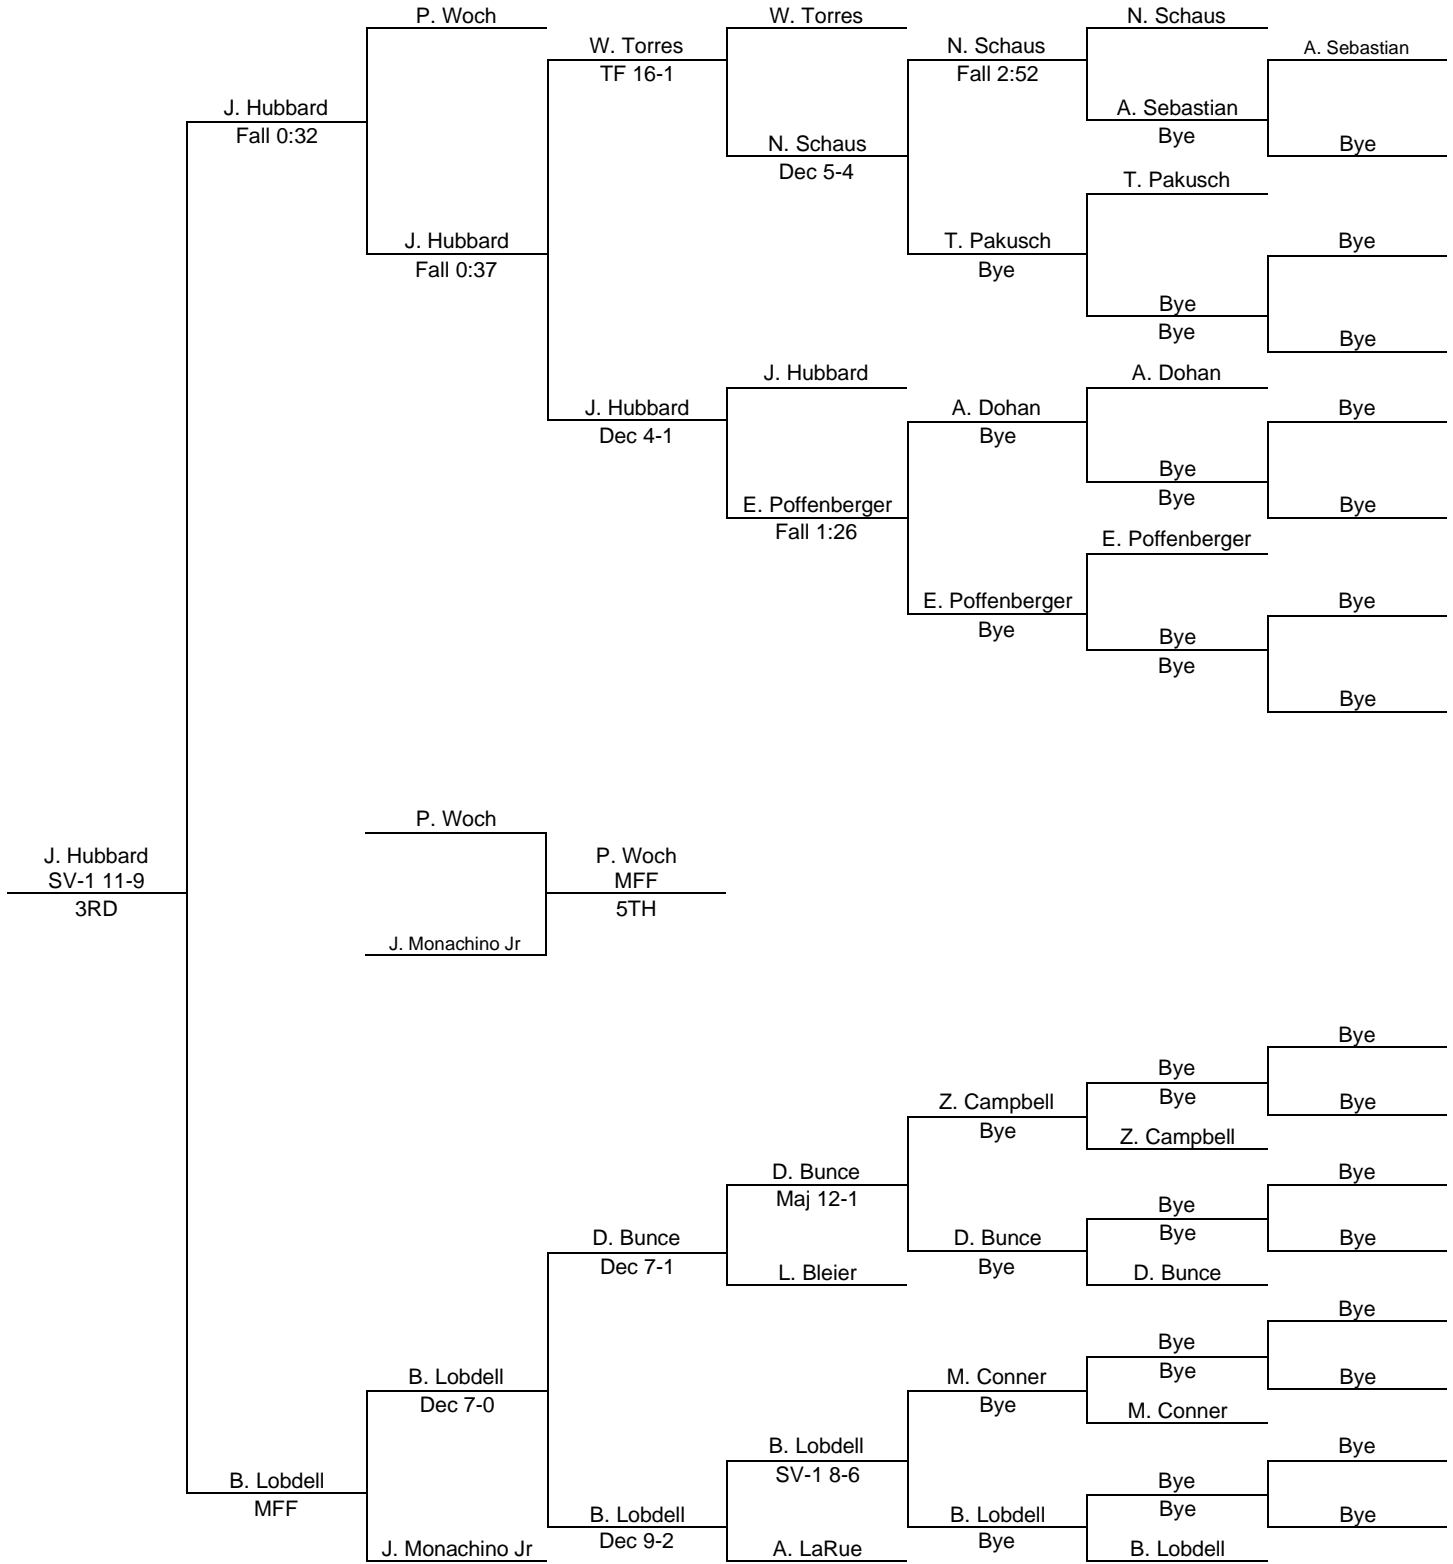 P. Woch
W. Torres
N. Schaus
W. Torres
TF 16-1
N. Schaus
Fall 2:52
A. Sebastian
J. Hubbard
Fall 0:32
A. Sebastian
Bye
N. Schaus
Dec 5-4
Bye
T. Pakusch
J. Hubbard
Fall 0:37
T. Pakusch
Bye
Bye
Bye
Bye
Bye
J. Hubbard
A. Dohan
J. Hubbard
Dec 4-1
A. Dohan
Bye
Bye
Bye
Bye
E. Poffenberger
Fall 1:26
Bye
E. Poffenberger
E. Poffenberger
Bye
Bye
Bye
Bye
Bye
P. Woch
J. Hubbard
SV-1 11-9
3RD
P. Woch
MFF
5TH
J. Monachino Jr
Bye
Bye
Bye
Z. Campbell
Bye
Bye
Z. Campbell
D. Bunce
Maj 12-1
Bye
Bye
Bye
D. Bunce
Dec 7-1
D. Bunce
Bye
Bye
L. Bleier
D. Bunce
Bye
Bye
Bye
B. Lobdell
Dec 7-0
M. Conner
Bye
Bye
M. Conner
B. Lobdell
SV-1 8-6
Bye
B. Lobdell
MFF
Bye
Bye
B. Lobdell
Dec 9-2
B. Lobdell
Bye
Bye
J. Monachino Jr
A. LaRue
B. Lobdell